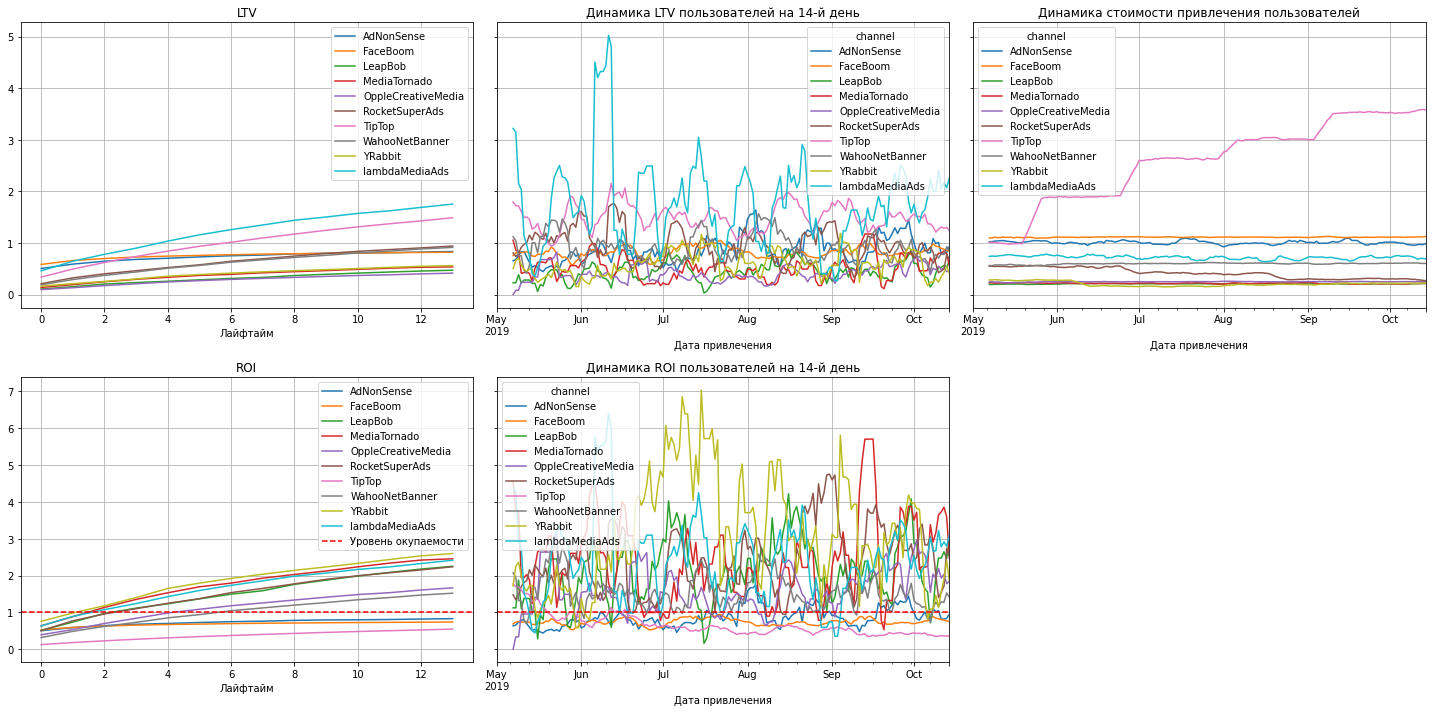 LTV
5
4
3
2
1
0
0
2
4
6
8
10
12
Лайфтайм
AdNonSense
FaceBoom
LeapBob
MediaTornado
OppleCreativeMedia
RocketSuperAds
TipTop
WahooNetBanner
YRabbit
lambdaMediaAds
Динамика LTV пользователей на 14-й день
channel
AdNonSense
FaceBoom
LeapBob
MediaTornado
OppleCreativeMedia
RocketSuperAds
TipTop
WahooNetBanner
YRabbit
lambdaMediaAds
May
2019
Jun
Jul
Aug
Sep
Oct
Дата привлечения
Динамика стоимости привлечения пользователей
channel
AdNonSense
FaceBoom
LeapBob
MediaTornado
OppleCreativeMedia
RocketSuperAds
TipTop
WahooNetBanner
YRabbit
lambdaMediaAds
May
2019
Jun
Jul
Aug
Sep
Oct
Дата привлечения
ROI
7
6
5
4
3
2
1
0
0
2
4
6
8
10
12
Лайфтайм
AdNonSense
FaceBoom
LeapBob
MediaTornado
OppleCreativeMedia
RocketSuperAds
TipTop
WahooNetBanner
YRabbit
lambdaMediaAds
Уровень окупаемости
Динамика ROI пользователей на 14-й день
channel
AdNonSense
FaceBoom
LeapBob
MediaTornado
OppleCreativeMedia
RocketSuperAds
TipTop
WahooNetBanner
YRabbit
lambdaMediaAds
May
2019
Jun
Jul
Aug
Sep
Oct
Дата привлечения